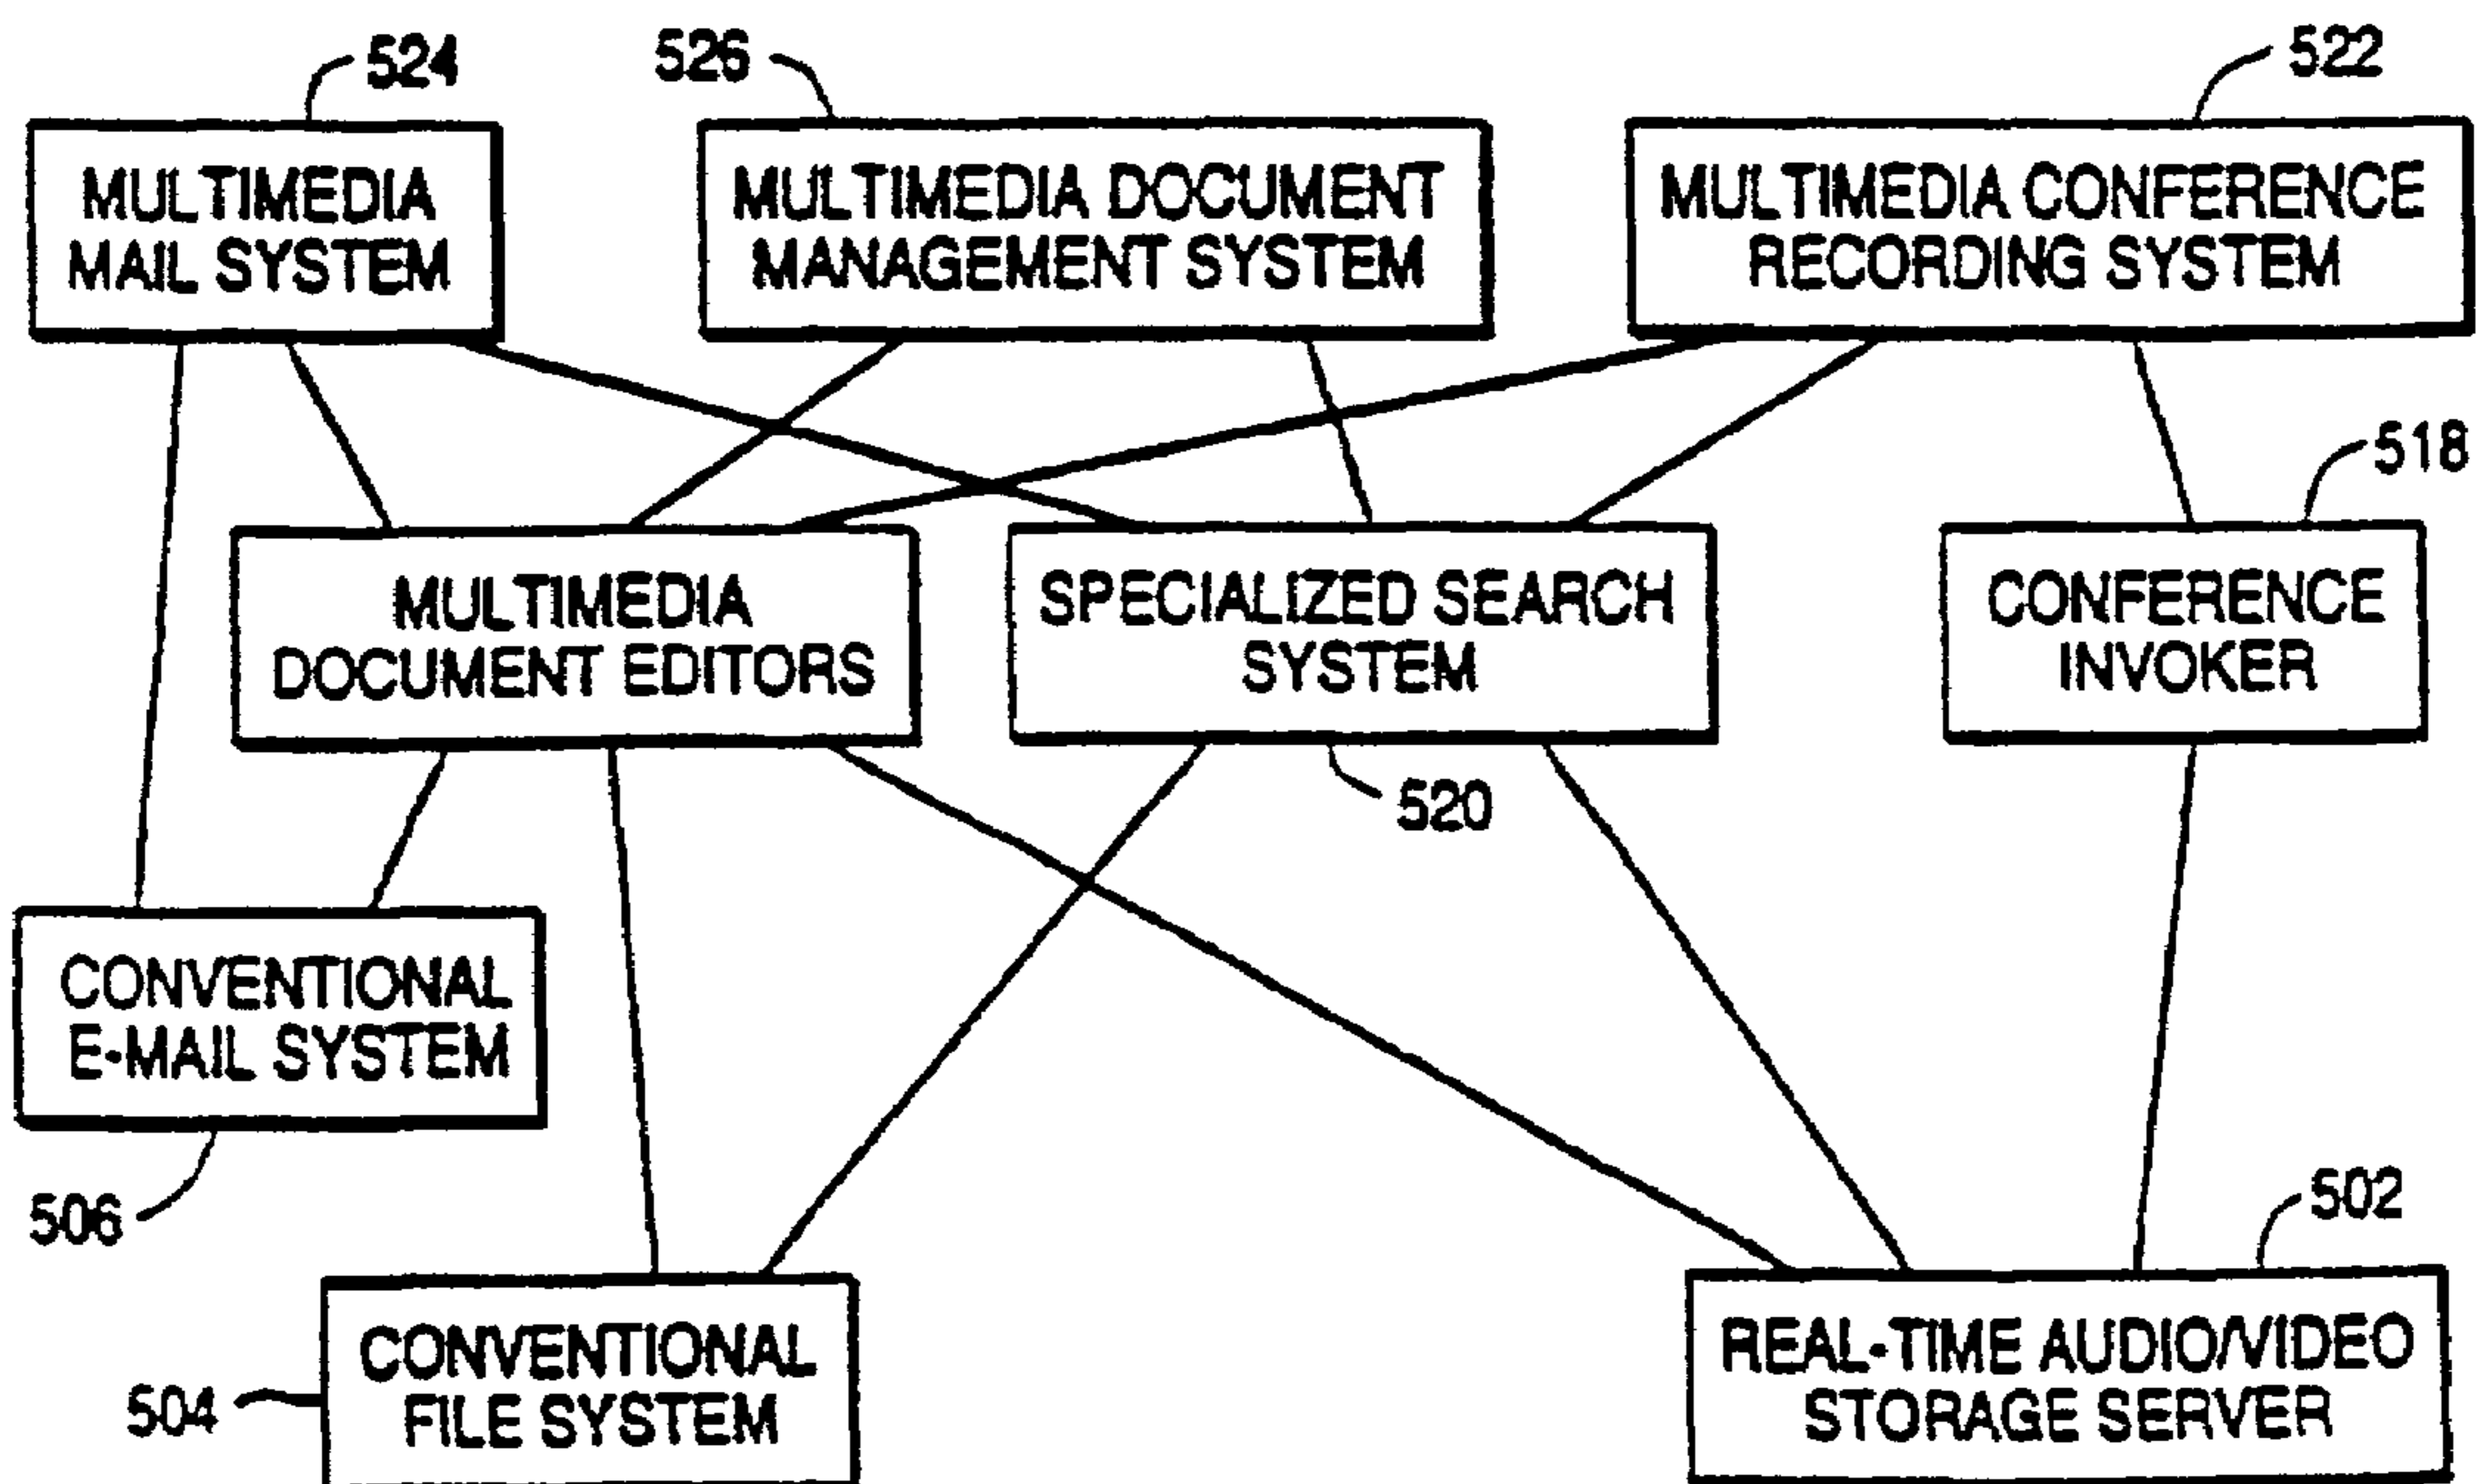 524
526
522
MULTIMEDIA
MAIL SYSTEM
MULTIMEDIA DOCUMENT
MANAGEMENT SYSTEM
MULTIMEDIA CONFERENCE
RECORDING SYSTEM
518
MULTIMEDIA
DOCUMENT EDITORS
SPECIALIZED SEARCH
SYSTEM
CONFERENCE
INVOKER
520
CONVENTIONAL
E-MAIL SYSTEM
506
502
504
CONVENTIONAL
FILE SYSTEM
REAL-TIME AUDIO/VIDEO
STORAGE SERVER